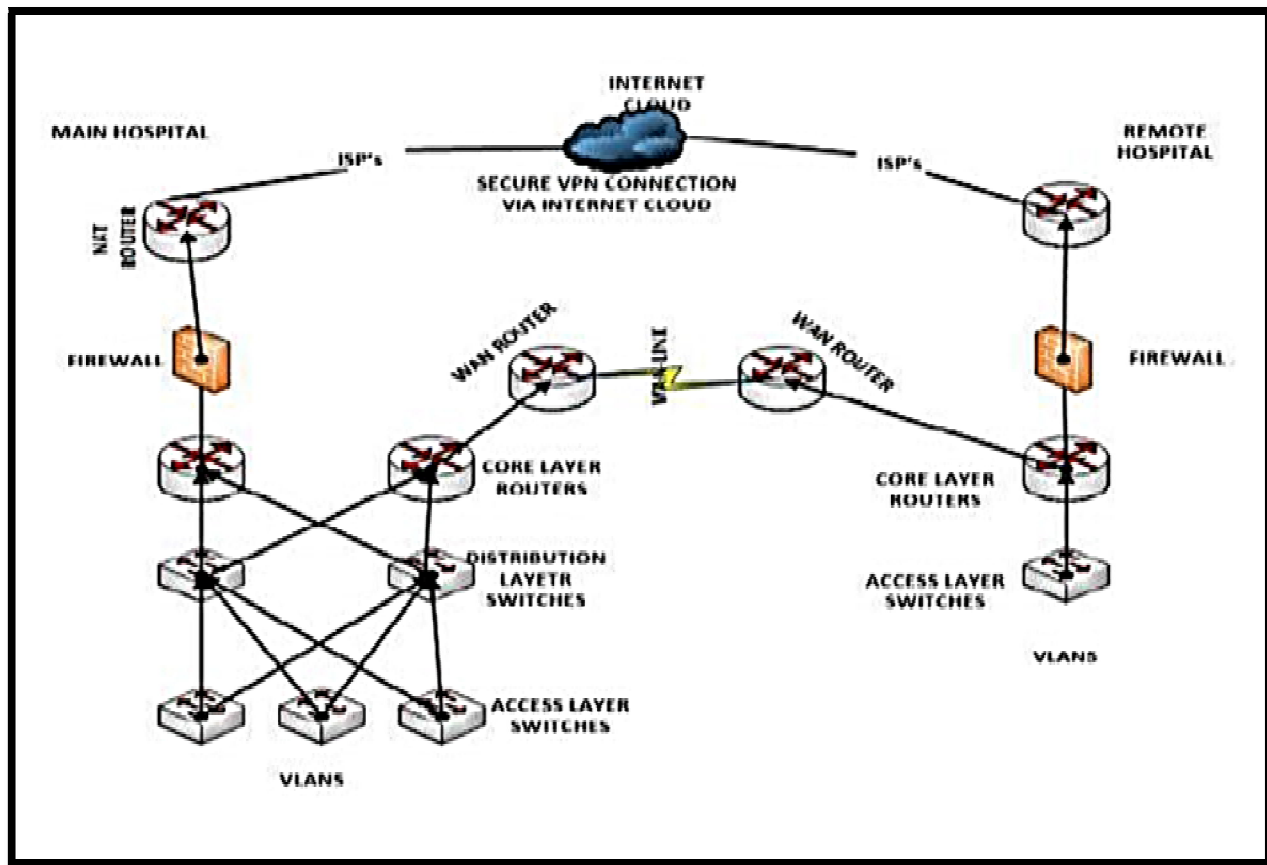 INTERNET
CLOUD
MAIN HOSPITAL
REMOTE
HOSPITAL
ISP's
ISP's
SECURE VPN CONNECTION
VIA INTERNET CLOUD
NAT
ROUTER
WAN ROUTER
WAN LINE
WAN ROUTER
FIREWALL
FIREWALL
CORE LAYER
ROUTERS
CORE LAYER
ROUTERS
DISTRIBUTION
LAYETR
SWITCHES
ACCESS LAYER
SWITCHES
VLANS
ACCESS LAYER
SWITCHES
VLANS